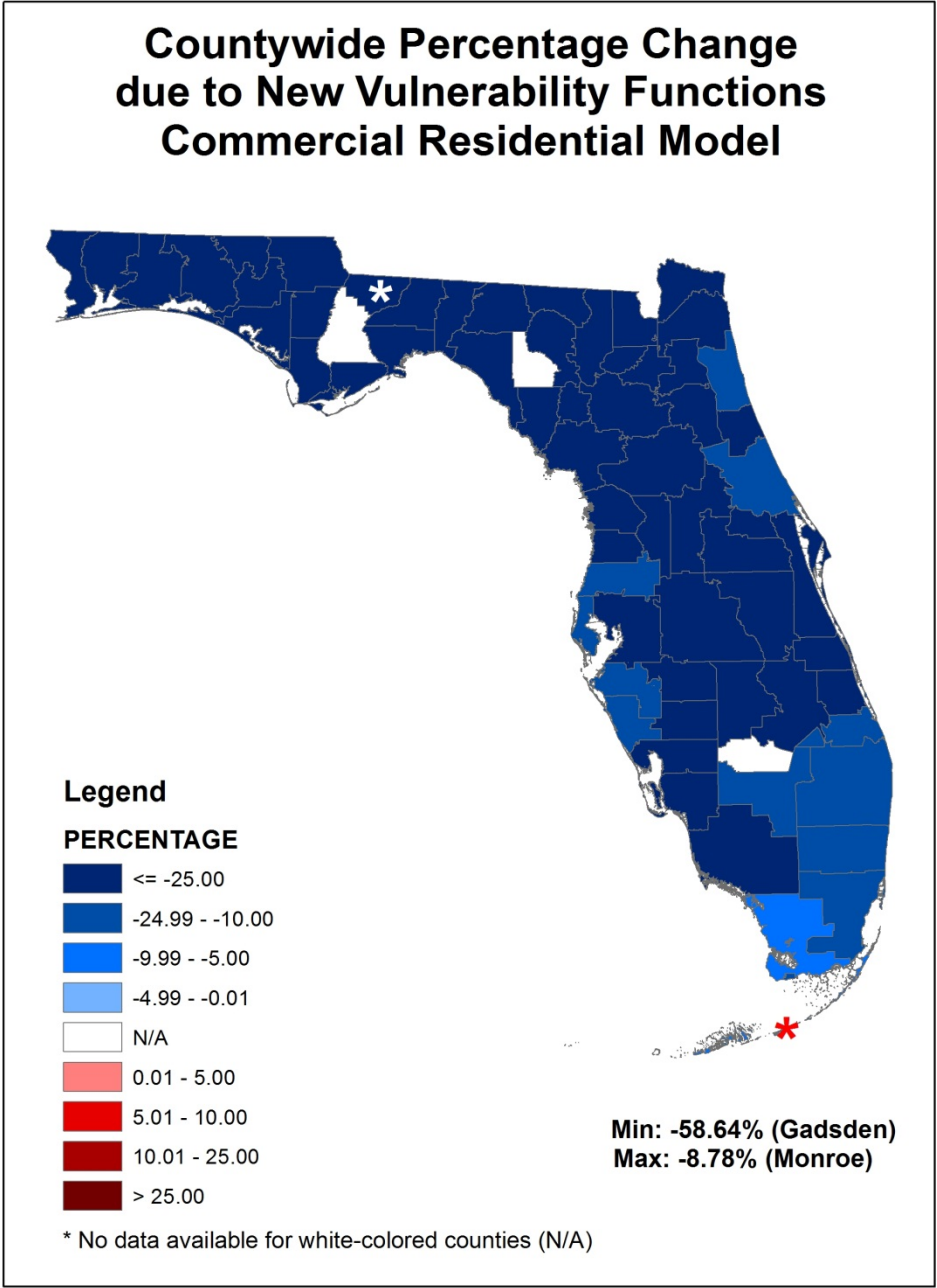 Countywide Percentage Change
due to New Vulnerability Functions
Commercial Residential Model
*
*
Legend
PERCENTAGE
<= -25.00
-24.99 - -10.00
-9.99 - -5.00
-4.99 - -0.01
N/A
0.01 - 5.00
5.01 - 10.00
10.01 - 25.00
> 25.00
Min: -58.64% (Gadsden)
Max: -8.78% (Monroe)
* No data available for white-colored counties (N/A)